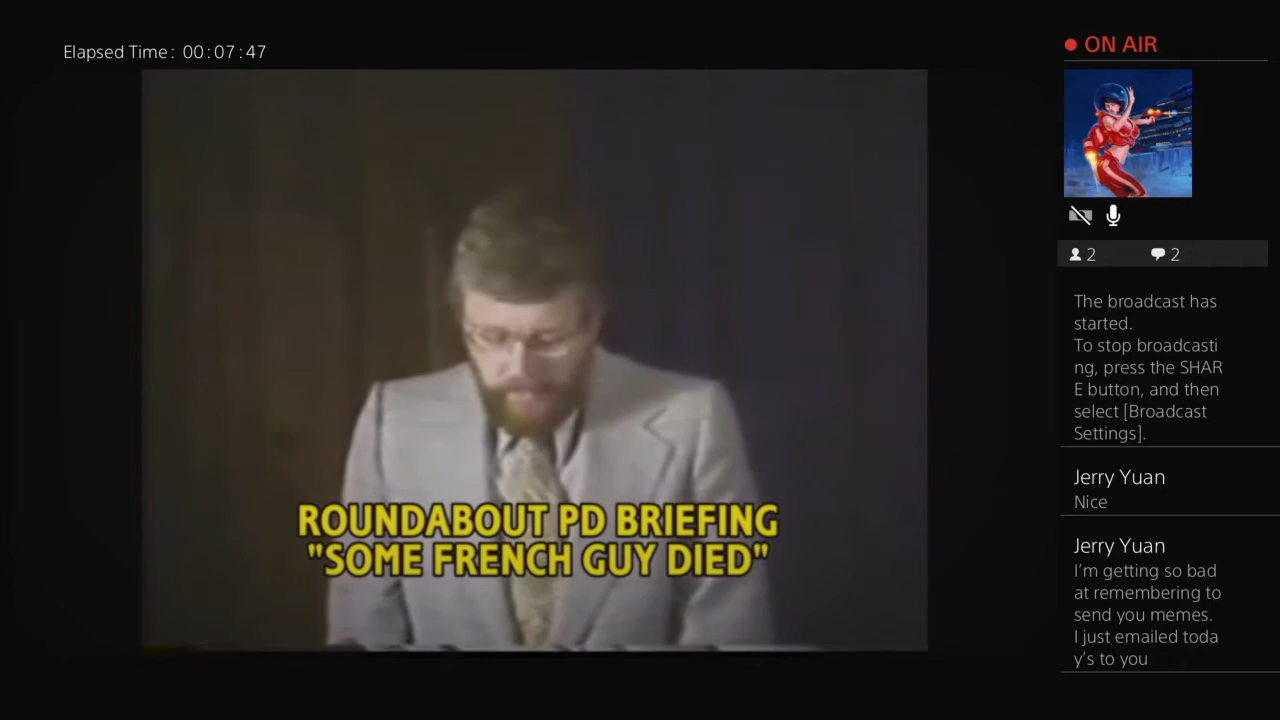 Elapsed Time: 00:07:47
ON AIR
2 2
The broadcast has
started.
To stop broadcasti
ng, press the SHAR
E button, and then
select [Broadcast
Settings].
Jerry Yuan
Nice
Jerry Yuan
I'm getting so bad
at remembering to
send you memes.
I just emailed toda
y's to you
ROUNDABOUT PD BRIEFING
"SOME FRENCH GUY DIED"